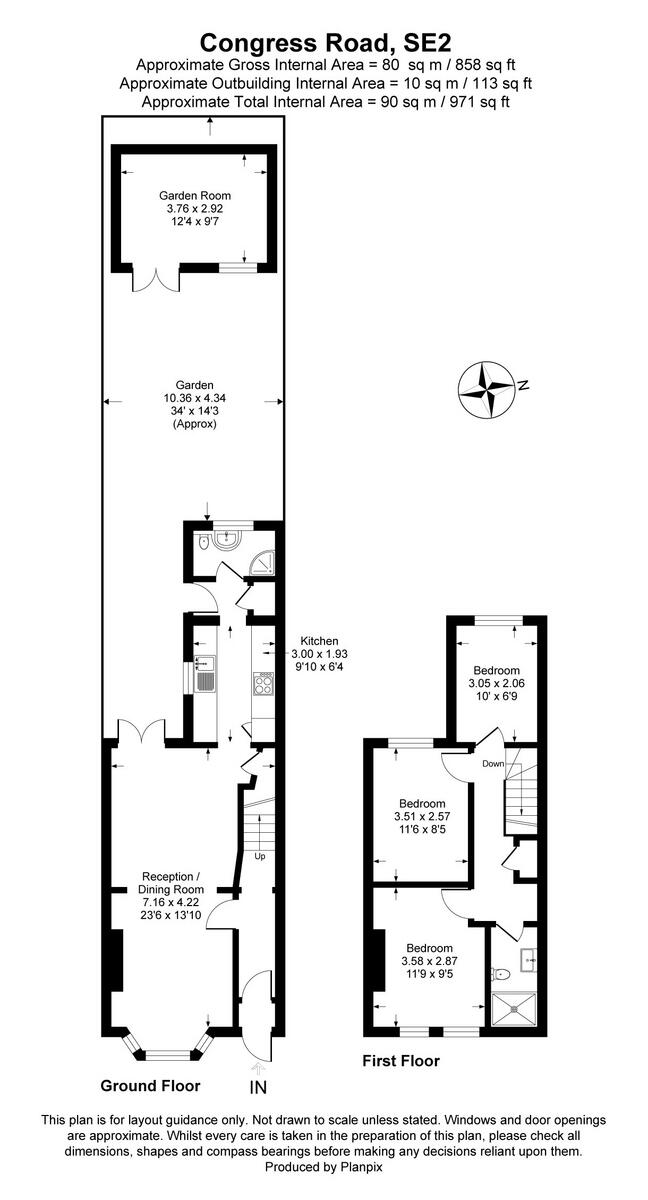 Congress Road, SE2
Approximate Gross Internal Area = 80 sq m / 858 sq ft
Approximate Outbuilding Internal Area = 10 sq m / 113 sq ft
Approximate Total Internal Area = 90 sq m / 971 sq ft
Garden Room
3.76 x 2.92
12'4 x 9'7
Garden
10.36 x 4.34
34' x 14'3
(Approx)
N
Kitchen
3.00 x 1.93
9'10 x 6'4
Bedroom
3.05 x 2.06
10' x 6'9
Down
Bedroom
3.51 x 2.57
11'6 x 8'5
Up
Reception /
Dining Room
7.16 x 4.22
23'6 x 13'10
Bedroom
3.58 x 2.87
11'9 x 9'5
First Floor
Ground Floor
IN
This plan is for layout guidance only. Not drawn to scale unless stated. Windows and door openings
are approximate. Whilst every care is taken in the preparation of this plan, please check all
dimensions, shapes and compass bearings before making any decisions reliant upon them.
Produced by Planpix